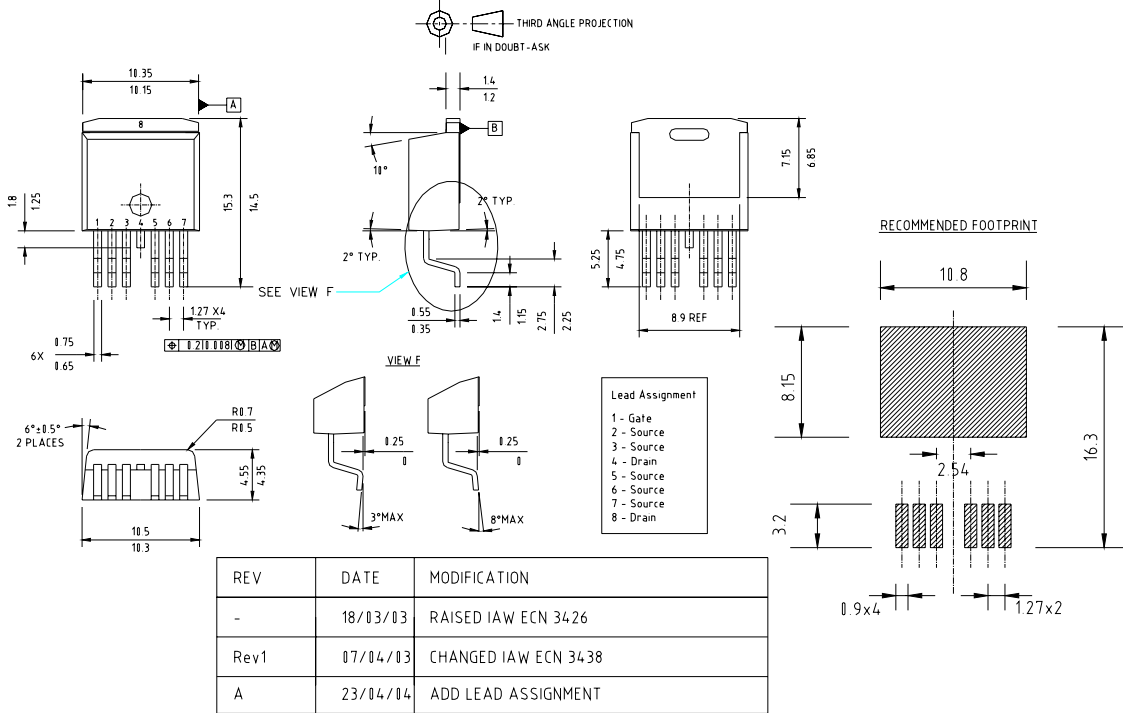 THIRD ANGLE PROJECTION
IF IN DOUBT-ASK
10.35
10.15
A
8
1.8
1.25
1 2 3 4 5 6 7
15.3
14.5
1.27 X4
TYP.
6X
0.75
0.65
0.2|0.008 M B A M
1.4
1.2
B
10°
2° TYP.
2° TYP.
SEE VIEW F
0.55
0.35
1.4
1.15
2.75
2.25
7.15
6.85
5.25
4.75
8.9 REF
RECOMMENDED FOOTPRINT
10.8
8.15
16.3
2.54
3.2
0.9x4
1.27x2
6°±0.5°
2 PLACES
R0.7
R0.5
4.55
4.35
10.5
10.3
VIEW F
0.25
0
3°MAX
0.25
0
8°MAX
Lead Assignment
1 - Gate
2 - Source
3 - Source
4 - Drain
5 - Source
6 - Source
7 - Source
8 - Drain
REV DATE MODIFICATION
- 18/03/03 RAISED IAW ECN 3426
Rev1 07/04/03 CHANGED IAW ECN 3438
A 23/04/04 ADD LEAD ASSIGNMENT